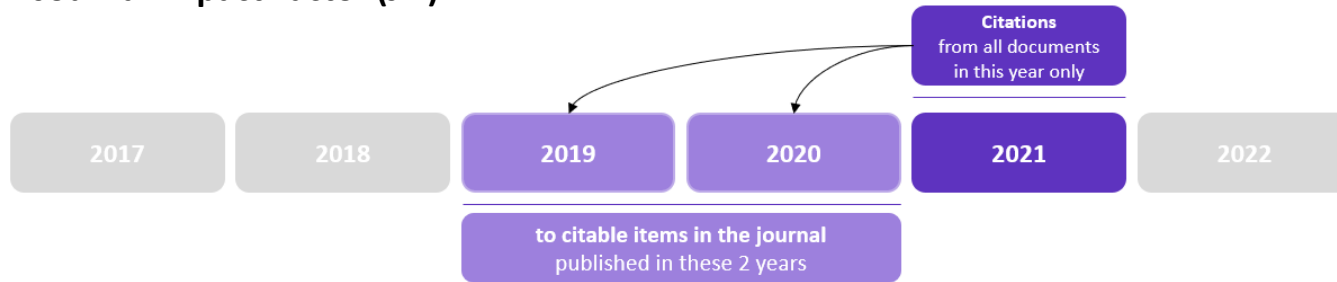 Citations
from all documents
in this year only
2017 2018 2019 2020 2021 2022
to citable items in the journal
published in these 2 years